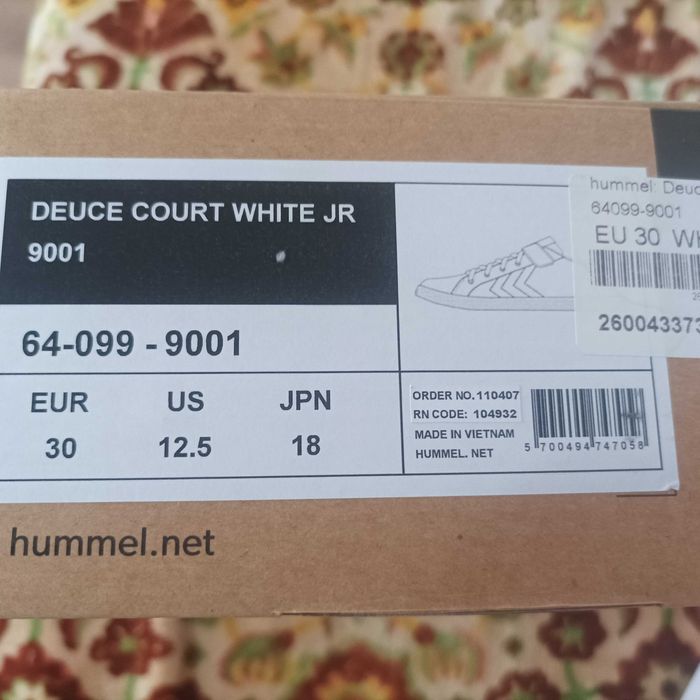 DEUCE COURT WHITE JR
9001
64-099 - 9001
EUR US JPN
30 12.5 18
hummel: Deuc
64099-9001
EU 30 Wh
260043373
ORDER NO. 110407
RN CODE: 104932
MADE IN VIETNAM
HUMMEL. NET
5 700494 747058
hummel.net